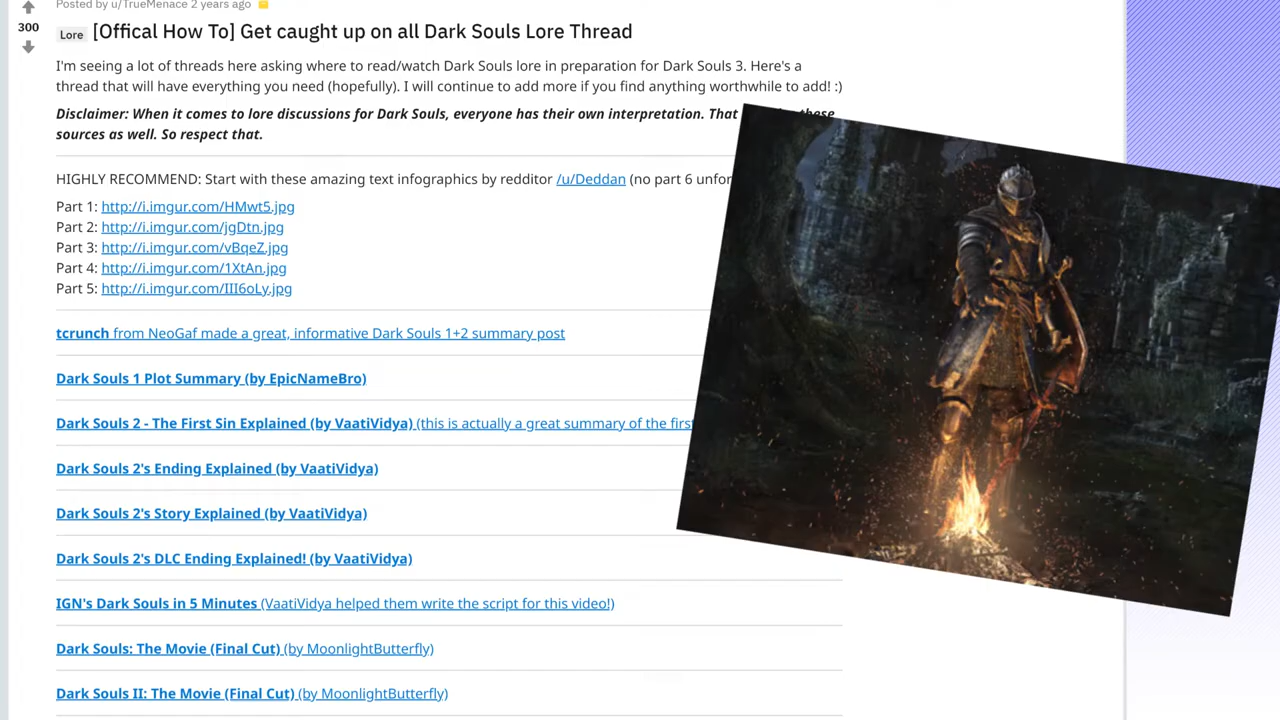 Posted by u/TrueMenace 2 years ago
300
Lore [Offical How To] Get caught up on all Dark Souls Lore Thread
I'm seeing a lot of threads here asking where to read/watch Dark Souls lore in preparation for Dark Souls 3. Here's a
thread that will have everything you need (hopefully). I will continue to add more if you find anything worthwhile to add! :)
Disclaimer: When it comes to lore discussions for Dark Souls, everyone has their own interpretation. That these
sources as well. So respect that.
HIGHLY RECOMMEND: Start with these amazing text infographics by redditor /u/Deddan (no part 6
Part 1: http://i.imgur.com/HMwt5.jpg
Part 2: http://i.imgur.com/jgDtn.jpg
Part 3: http://i.imgur.com/vBqeZ.jpg
Part 4: http://i.imgur.com/1XtAn.jpg
Part 5: http://i.imgur.com/III6oLy.jpg
tcrunch from NeoGaf made a great, informative Dark Souls 1+2 summary post
Dark Souls 1 Plot Summary (by EpicNameBro)
Dark Souls 2 - The First Sin Explained (by VaatiVidya) (this is actually a great summary of the first
Dark Souls 2's Ending Explained (by VaatiVidya)
Dark Souls 2's Story Explained (by VaatiVidya)
Dark Souls 2's DLC Ending Explained! (by VaatiVidya)
IGN's Dark Souls in 5 Minutes (VaatiVidya helped them write the script for this video!)
Dark Souls: The Movie (Final Cut) (by MoonlightButterfly)
Dark Souls II: The Movie (Final Cut) (by MoonlightButterfly)